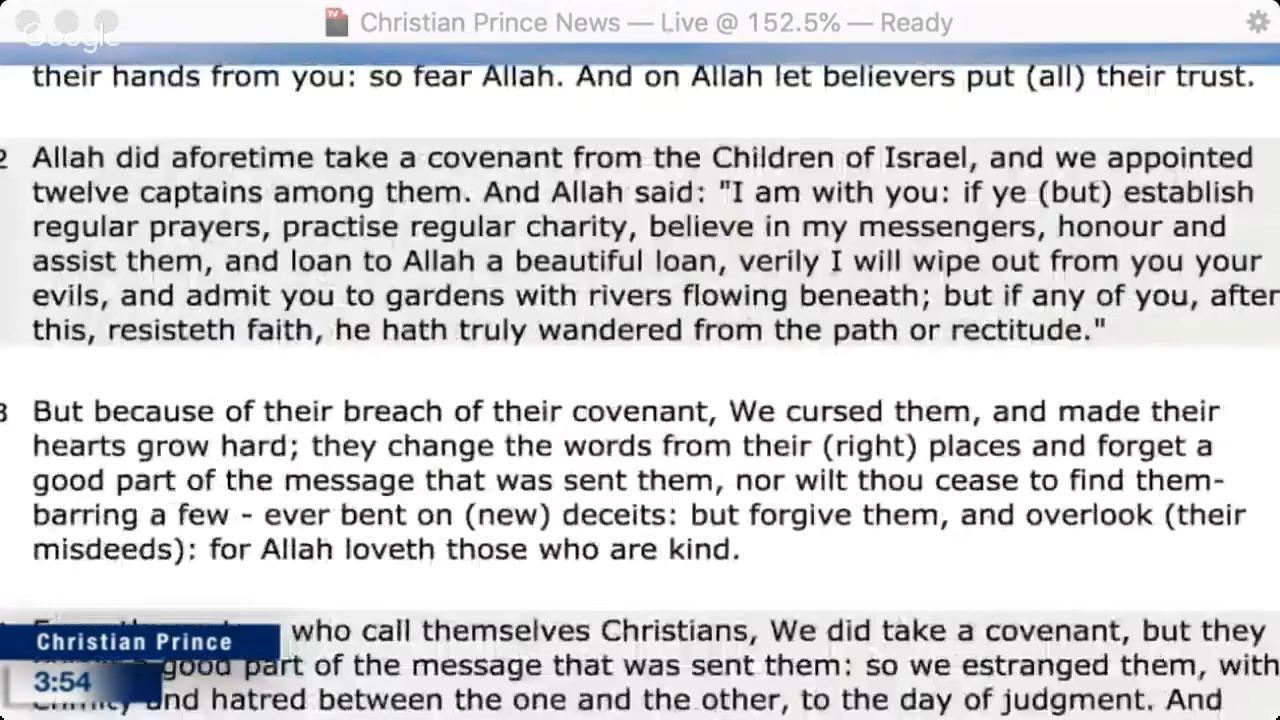 Christian Prince News — Live @ 152.5% — Ready
Google
their hands from you: so fear Allah. And on Allah let believers put (all) their trust.
2 Allah did aforetime take a covenant from the Children of Israel, and we appointed
twelve captains among them. And Allah said: "I am with you: if ye (but) establish
regular prayers, practise regular charity, believe in my messengers, honour and
assist them, and loan to Allah a beautiful loan, verily I will wipe out from you your
evils, and admit you to gardens with rivers flowing beneath; but if any of you, after
this, resisteth faith, he hath truly wandered from the path or rectitude."
3 But because of their breach of their covenant, We cursed them, and made their
hearts grow hard; they change the words from their (right) places and forget a
good part of the message that was sent them, nor wilt thou cease to find them-
barring a few - ever bent on (new) deceits: but forgive them, and overlook (their
misdeeds): for Allah loveth those who are kind.
who call themselves Christians, We did take a covenant, but they
Christian Prince
good part of the message that was sent them: so we estranged them, with
3:54
and hatred between the one and the other, to the day of judgment. And